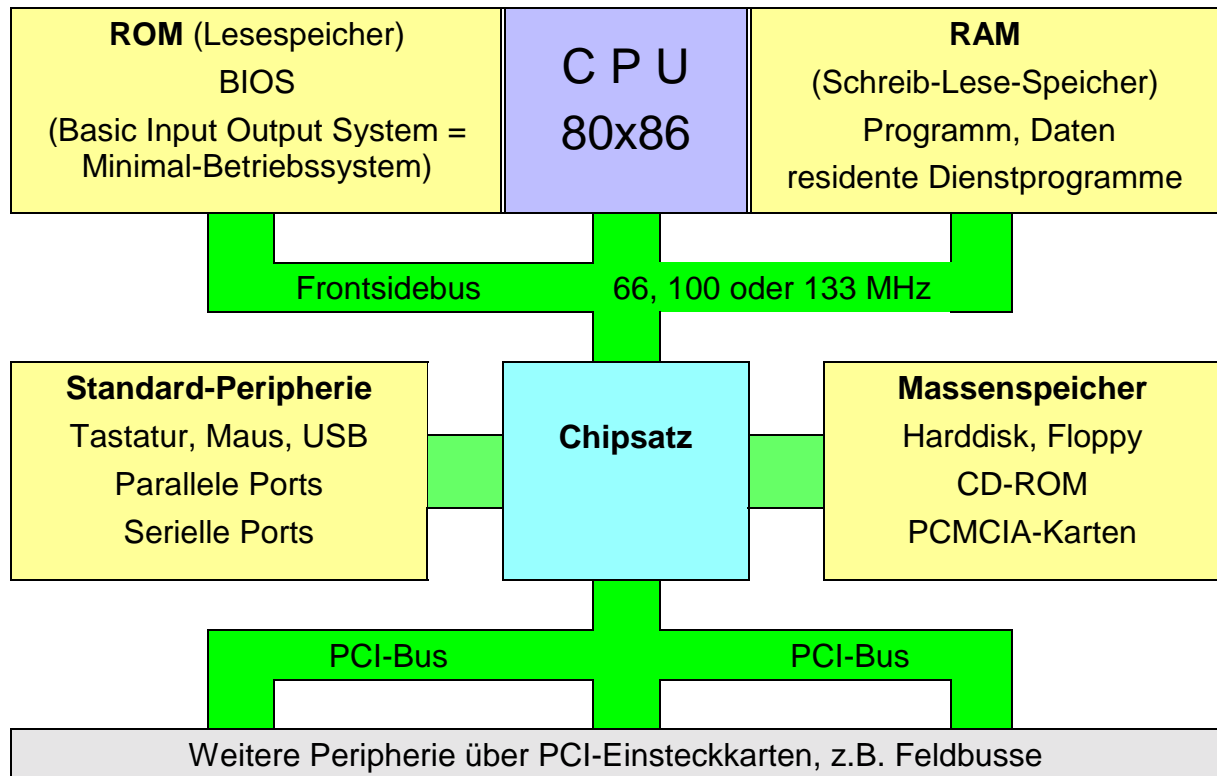 ROM (Lesespeicher)
BIOS
(Basic Input Output System =
Minimal-Betriebssystem)
C P U
80x86
RAM
(Schreib-Lese-Speicher)
Programm, Daten
residente Dienstprogramme
Frontsidebus
66, 100 oder 133 MHz
Standard-Peripherie
Tastatur, Maus, USB
Parallele Ports
Serielle Ports
Chipsatz
Massenspeicher
Harddisk, Floppy
CD-ROM
PCMCIA-Karten
PCI-Bus
PCI-Bus
Weitere Peripherie über PCI-Einsteckkarten, z.B. Feldbusse